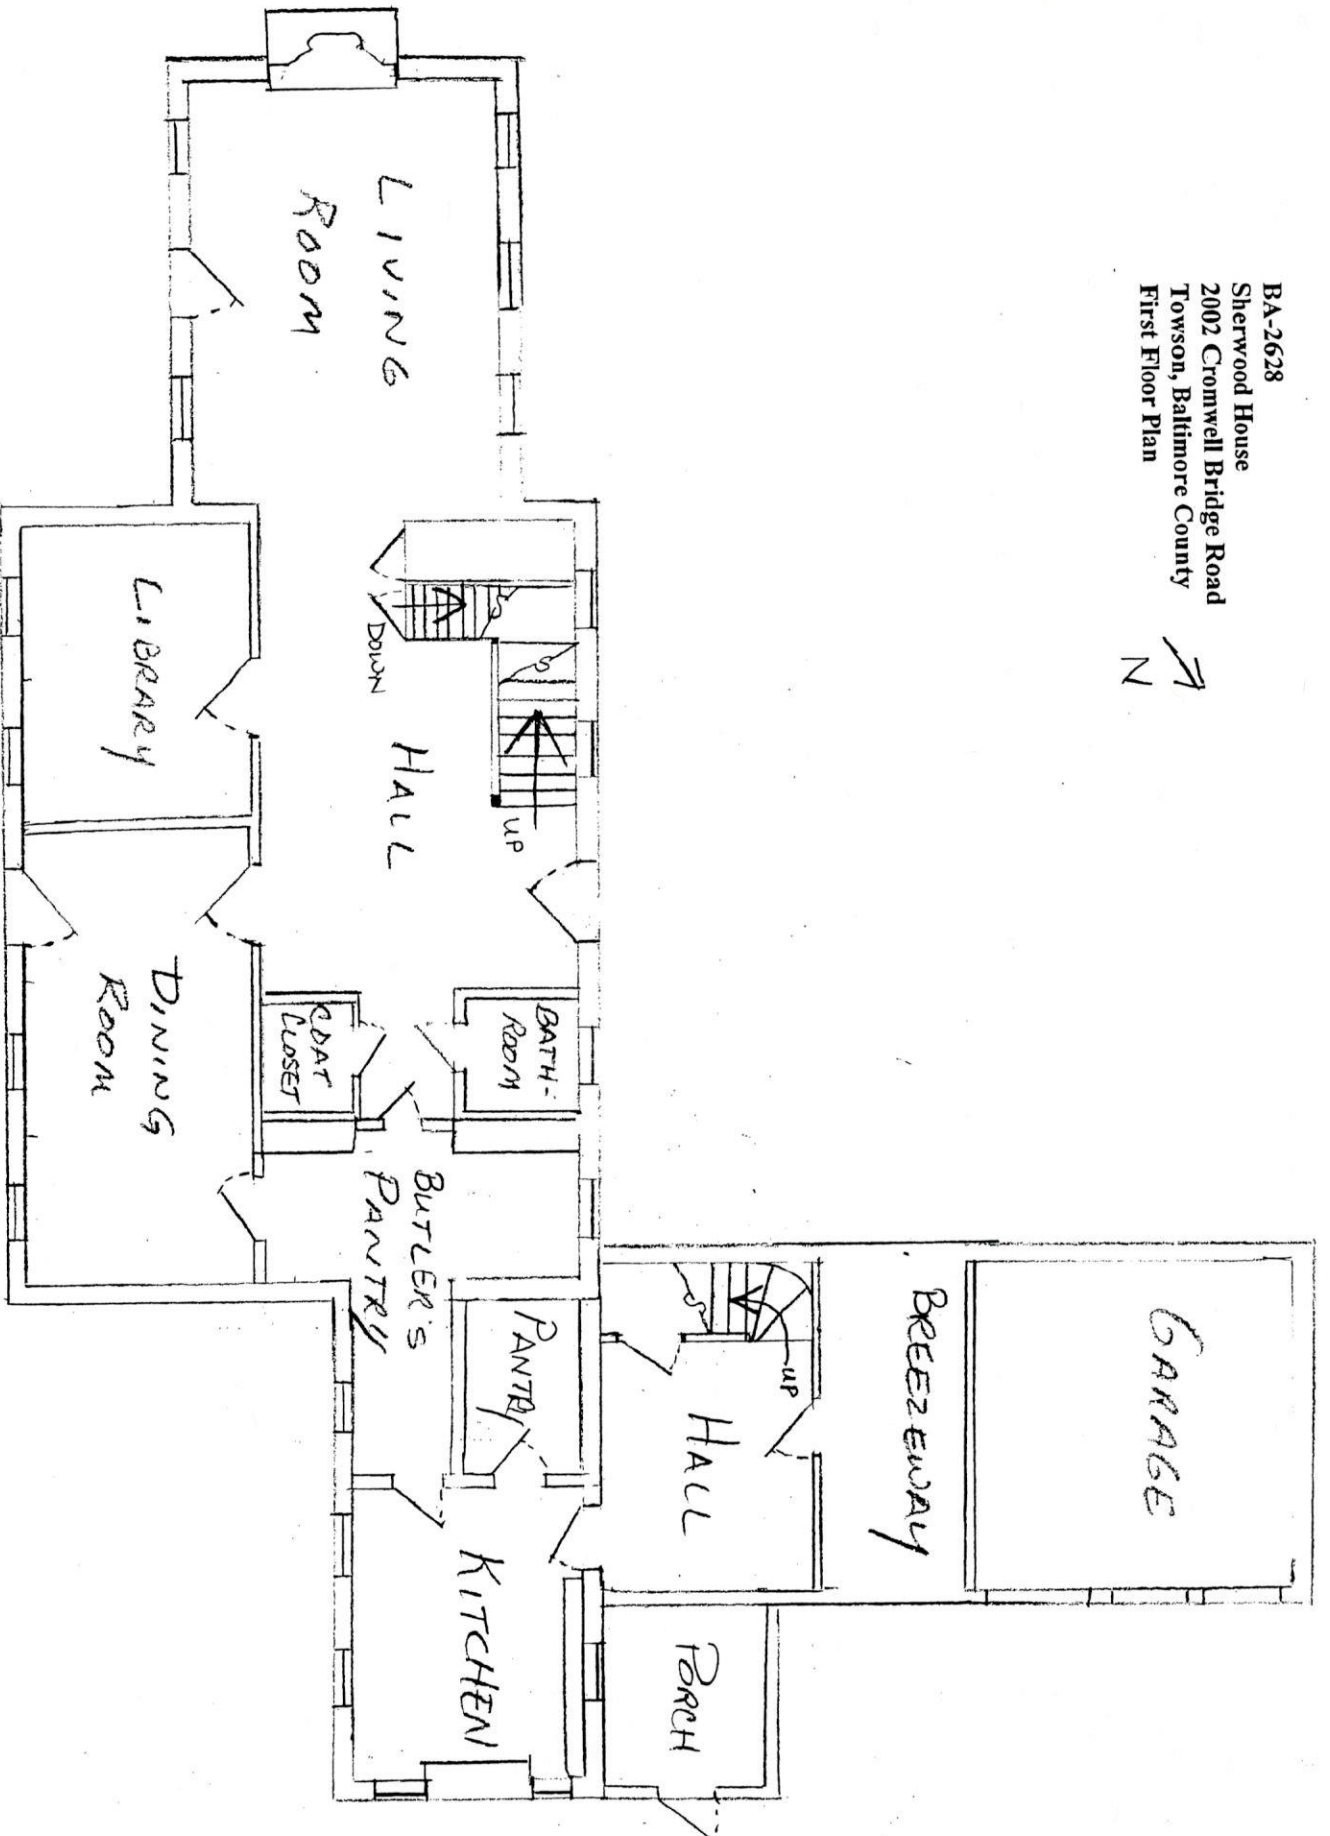 BA-2628
Sherwood House
2002 Cromwell Bridge Road
Towson, Baltimore County
First Floor Plan
N
LIVING
ROOM
DOWN
UP
HALL
LIBRARY
DINING
ROOM
COAT
CLOSET
BATH-
ROOM
BUTLER'S
PANTRY
PANTRY
KITCHEN
UP
HALL
PORCH
BREEZEWAY
GARAGE